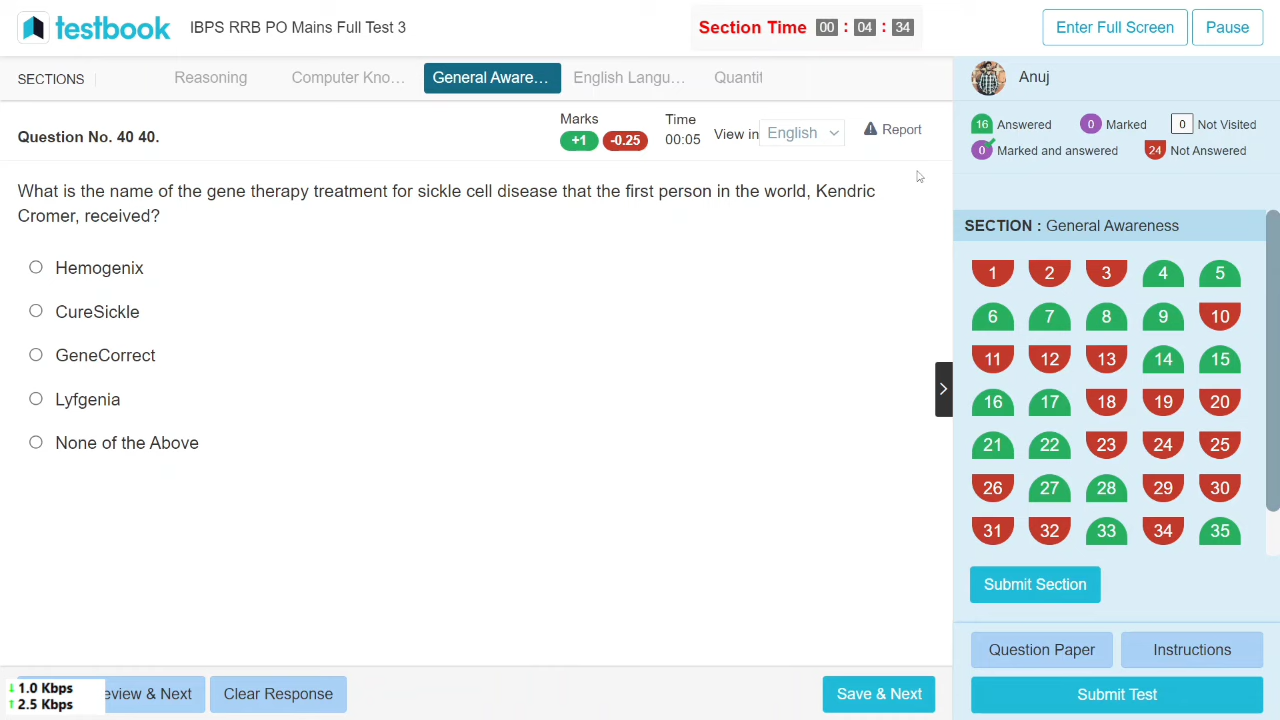 testbook
IBPS RRB PO Mains Full Test 3
Section Time 00 : 04 : 34
Enter Full Screen
Pause
SECTIONS
Reasoning
Computer Kno...
General Aware...
English Langu...
Quantit
Anuj
Question No. 40 40.
Marks
+1 -0.25
Time
00:05
View in English
Report
16 Answered
0 Marked
0 Not Visited
0 Marked and answered
24 Not Answered
What is the name of the gene therapy treatment for sickle cell disease that the first person in the world, Kendric
Cromer, received?
Hemogenix
CureSickle
GeneCorrect
Lyfgenia
None of the Above
SECTION : General Awareness
1 2 3 4 5
6 7 8 9 10
11 12 13 14 15
16 17 18 19 20
21 22 23 24 25
26 27 28 29 30
31 32 33 34 35
Submit Section
Question Paper
Instructions
Submit Test
1.0 Kbps
2.5 Kbps
eview & Next
Clear Response
Save & Next